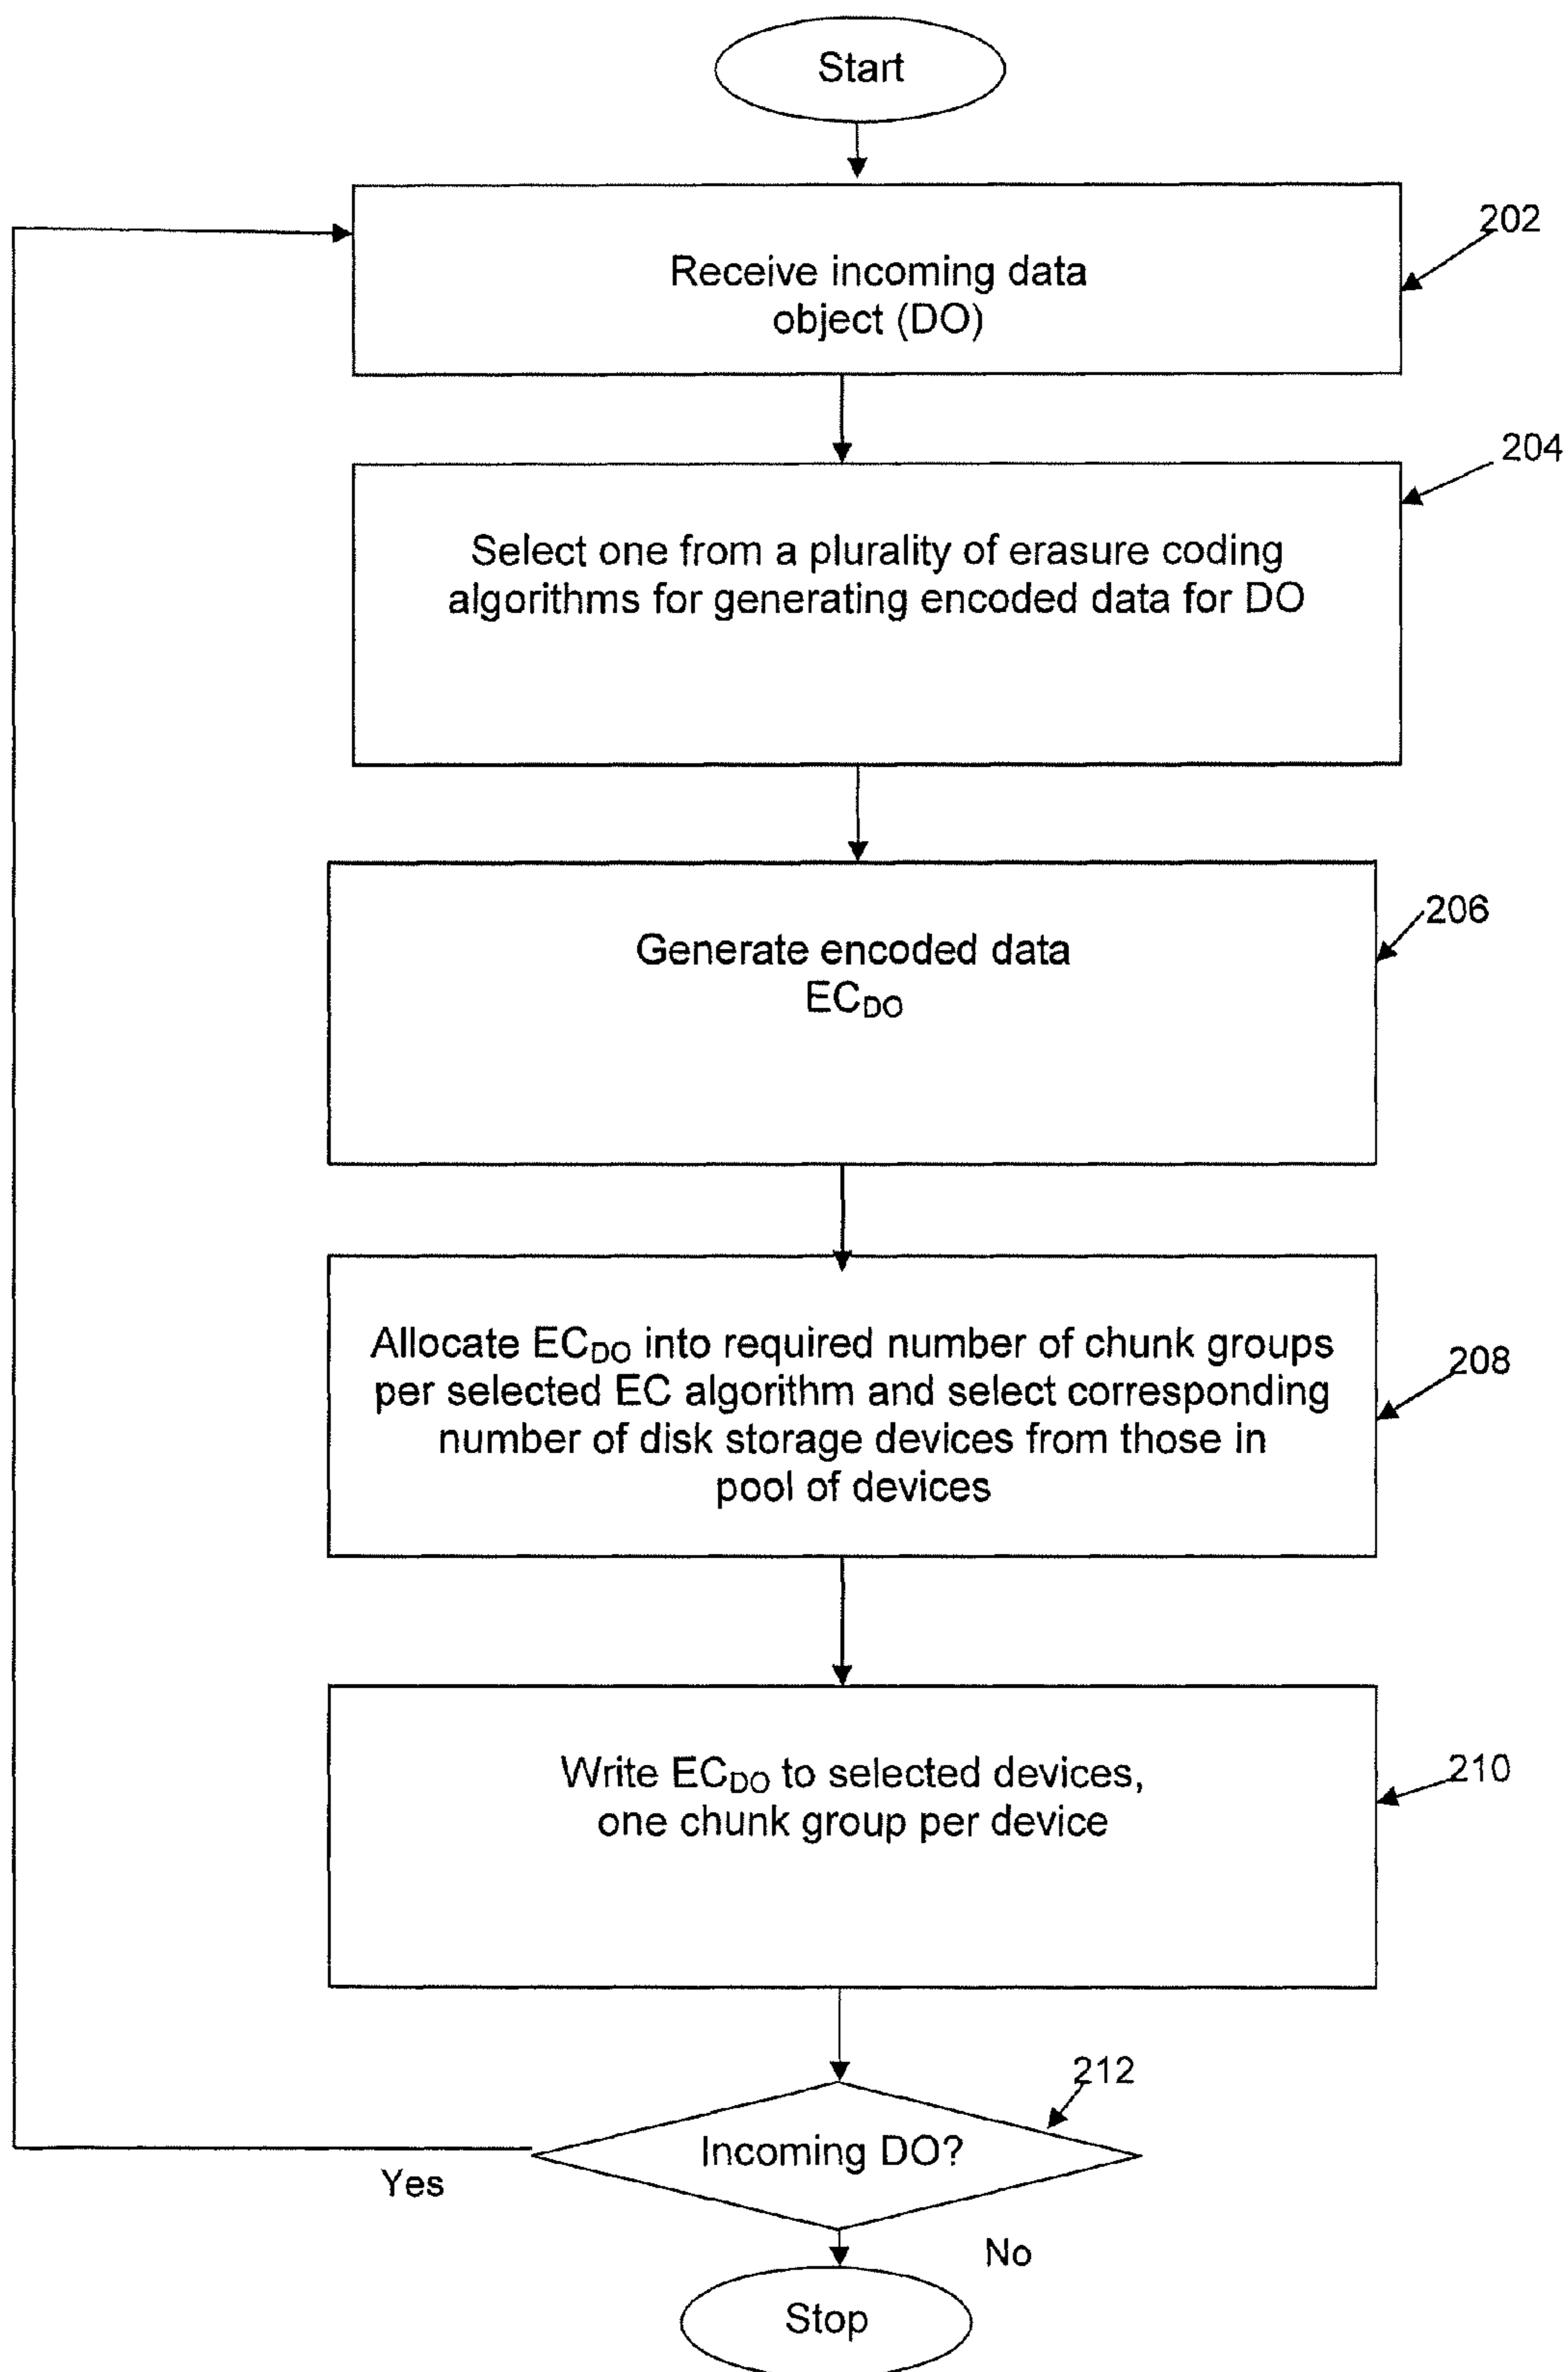 Start
202
Receive incoming data
object (DO)
204
Select one from a plurality of erasure coding
algorithms for generating encoded data for DO
206
Generate encoded data
ECDO
Allocate ECDO into required number of chunk groups
per selected EC algorithm and select corresponding
number of disk storage devices from those in
pool of devices
208
Write ECDO to selected devices,
one chunk group per device
210
212
Incoming DO?
Yes
No
Stop